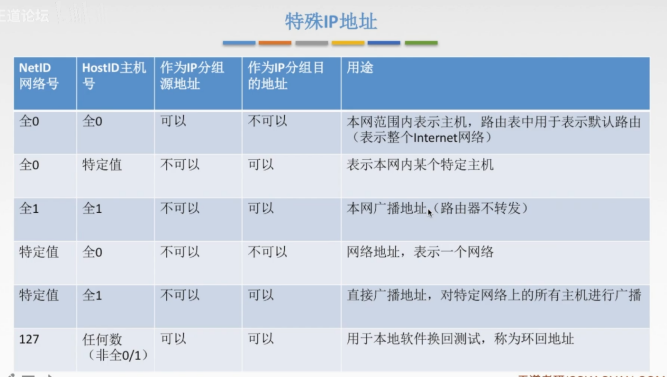 王道论坛
特殊IP地址
NetID HostID主机 作为IP分组 作为IP分组目 用途
网络号 号 源地址 的地址
全0 全0 可以 不可以 本网范围内表示主机，路由表中用于表示默认路由
（表示整个Internet网络）
全0 特定值 不可以 可以 表示本网内某个特定主机
全1 全1 不可以 可以 本网广播地址（路由器不转发）
特定值 全0 不可以 不可以 网络地址，表示一个网络
特定值 全1 不可以 可以 直接广播地址，对特定网络上的所有主机进行广播
127 任何数 可以 可以 用于本地软件换回测试，称为环回地址
（非全0/1）